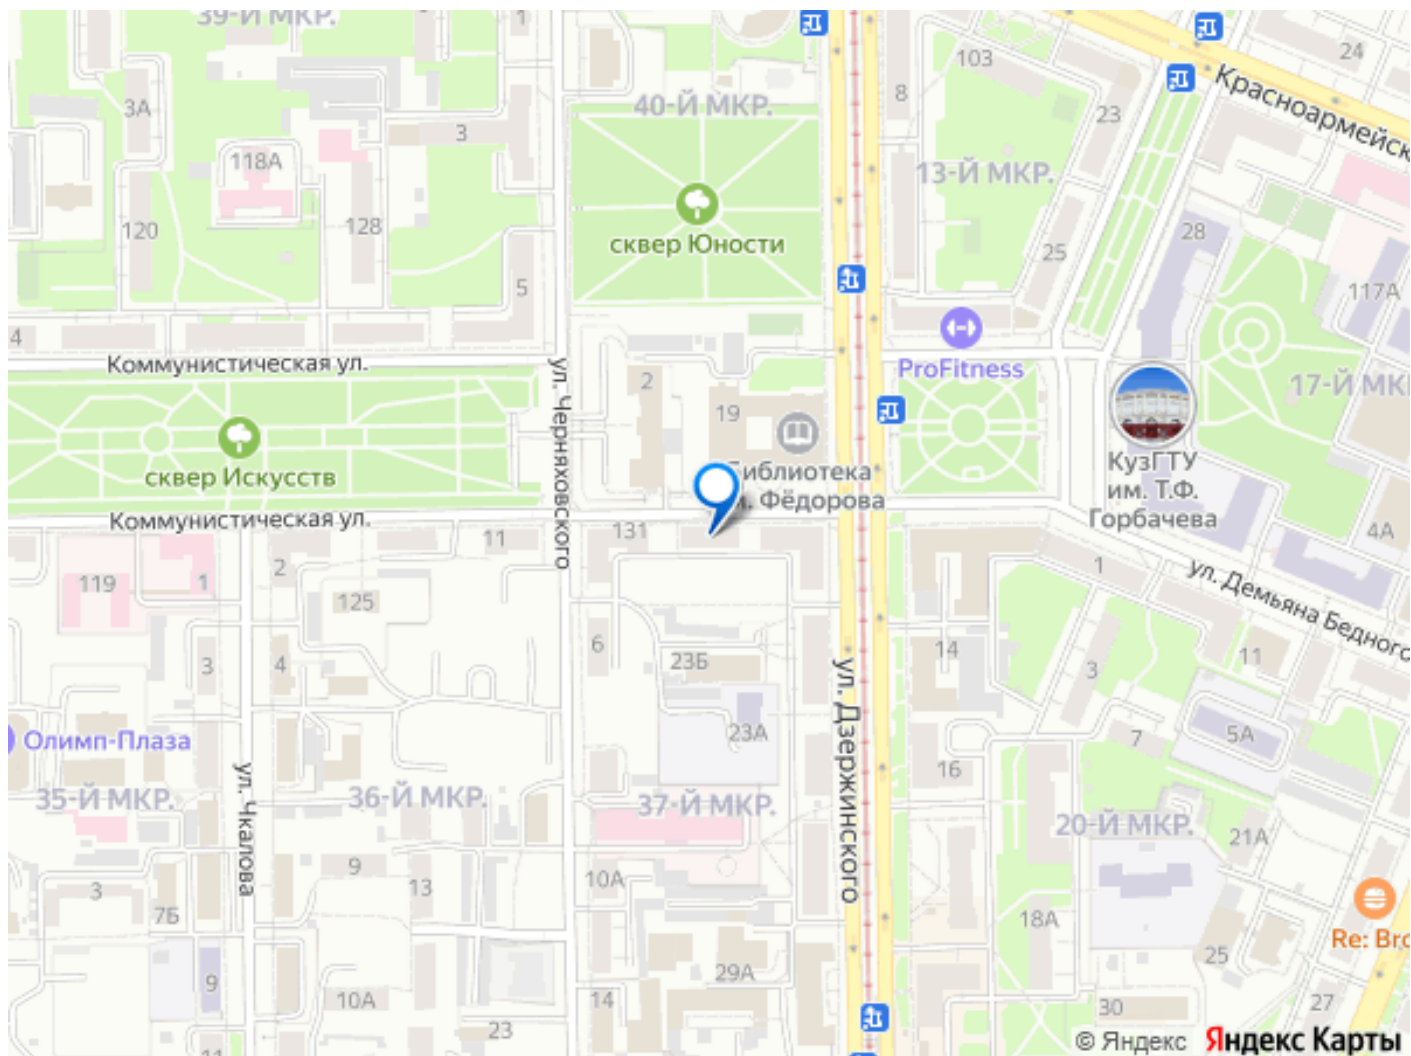 39-Й МКР.
1
24
103
Красноармейск
3А
40-Й МКР.
8
23
3
118А
13-Й МКР.
120
128
сквер Юности
28
25
5
117А
4
Коммунистическая ул.
ул. Черняховского
ProFitness
2
17-Й МКР
19
сквер Искусств
Библиотека
м. Фёдорова
КузГТУ
им. Т.Ф.
Горбачева
Коммунистическая ул.
131
11
4А
119
1
2
125
1
ул. Демьяна Бедного
3
4
6
23Б
14
3
11
ул. Дзержинского
Олимп-Плаза
23А
7
5А
16
35-Й МКР.
ул. Чкалова
36-Й МКР.
37-Й МКР.
20-Й МКР.
21А
3
7Б
9
13
10А
18А
Re: Bro
25
9
10А
23
14
29А
30
27
11
© Яндекс Яндекс Карты